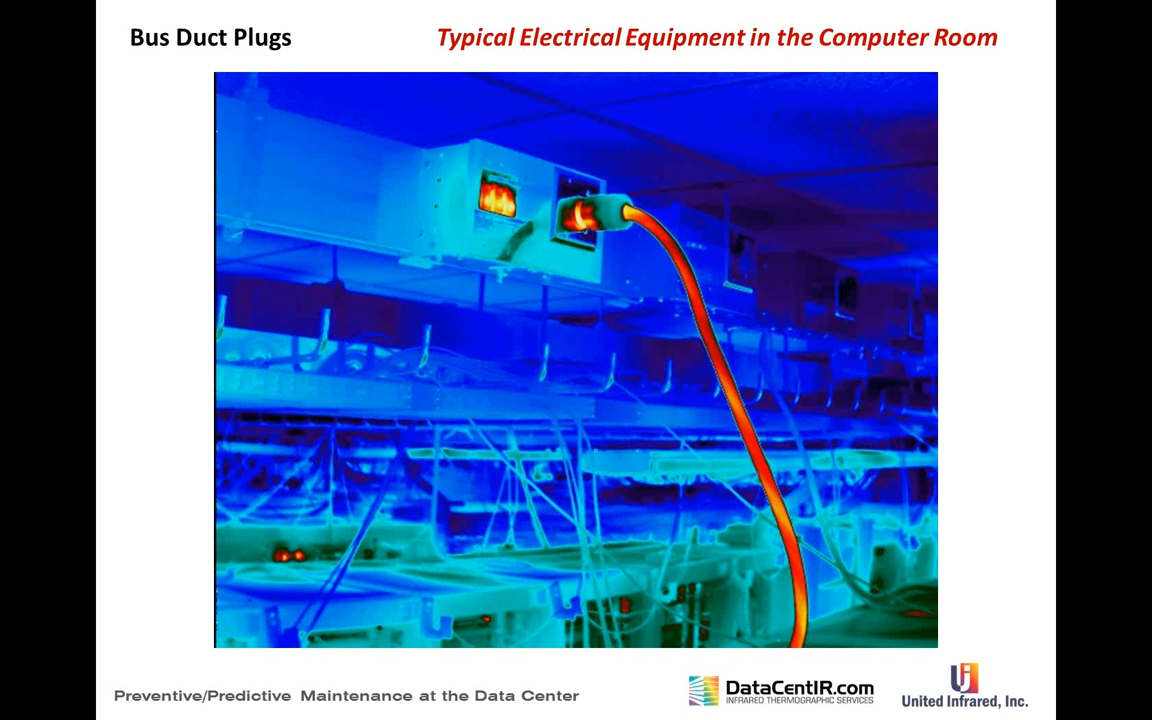 Bus Duct Plugs
Typical Electrical Equipment in the Computer Room
Preventive/Predictive Maintenance at the Data Center
DataCentIR.com
INFRARED THERMOGRAPHIC SERVICES
United Infrared, Inc.